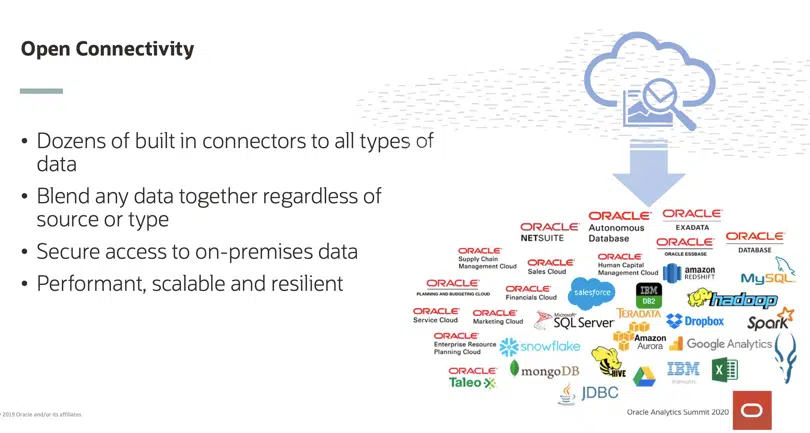 Open Connectivity
• Dozens of built in connectors to all types of
data
• Blend any data together regardless of
source or type
• Secure access to on-premises data
• Performant, scalable and resilient
ORACLE
NETSUITE
ORACLE
Autonomous
Database
ORACLE
EXADATA
ORACLE
DATABASE
ORACLE
Supply Chain
Management Cloud
ORACLE
Sales Cloud
ORACLE
Human Capital
Management Cloud
ORACLE
ORACLE ESSBASE
amazon
REDSHIFT
MySQL
ORACLE
PLANNING AND BUDGETING CLOUD
ORACLE
Financials Cloud
salesforce
IBM
DB2
hadoop
ORACLE
Service Cloud
ORACLE
Marketing Cloud
Microsoft
SQL Server
TERADATA
Dropbox
Spark
ORACLE
Enterprise Resource
Planning Cloud
snowflake
Amazon
Aurora
Google Analytics
ORACLE
Taleo
mongoDB
HIVE
IBM
X
JDBC
2019 Oracle and/or its affiliates
Oracle Analytics Summit 2020